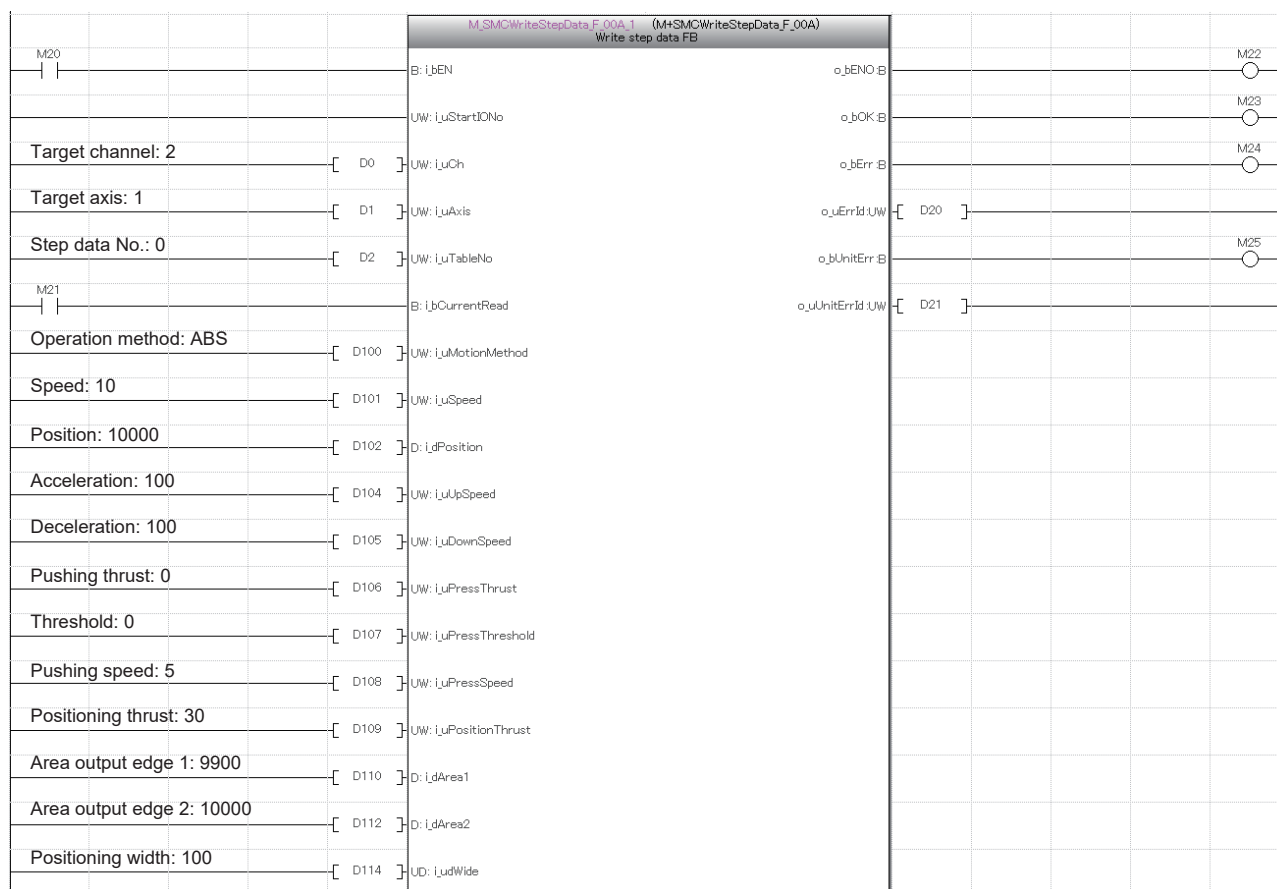 M_SMCWriteStepData_F_00A_1 (M+SMCWriteStepData_F_00A)
Write step data FB
M20
B: i_bEN
o_bENO:B
M22
UW: i_uStartIONo
o_bOK:B
M23
Target channel: 2
D0
UW: i_uCh
o_bErr:B
M24
Target axis: 1
D1
UW: i_uAxis
o_uErrId:UW
D20
Step data No.: 0
D2
UW: i_uTableNo
o_bUnitErr:B
M25
M21
B: i_bCurrentRead
o_uUnitErrId:UW
D21
Operation method: ABS
D100
UW: i_uMotionMethod
Speed: 10
D101
UW: i_uSpeed
Position: 10000
D102
D: i_dPosition
Acceleration: 100
D104
UW: i_uUpSpeed
Deceleration: 100
D105
UW: i_uDownSpeed
Pushing thrust: 0
D106
UW: i_uPressThrust
Threshold: 0
D107
UW: i_uPressThreshold
Pushing speed: 5
D108
UW: i_uPressSpeed
Positioning thrust: 30
D109
UW: i_uPositionThrust
Area output edge 1: 9900
D110
D: i_dArea1
Area output edge 2: 10000
D112
D: i_dArea2
Positioning width: 100
D114
UD: i_udWide